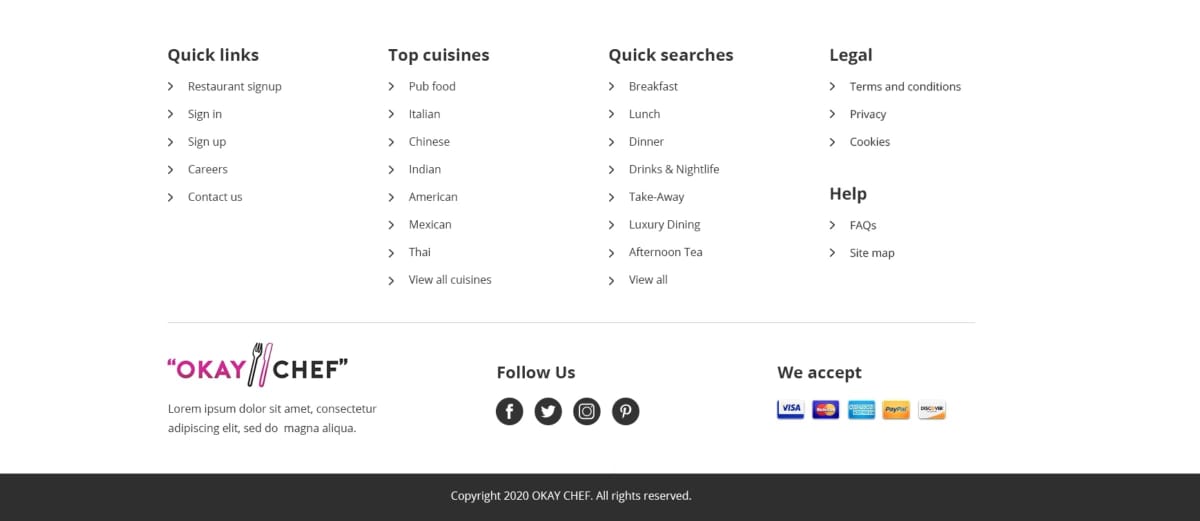 Quick links
Restaurant signup
Sign in
Sign up
Careers
Contact us
Top cuisines
Pub food
Italian
Chinese
Indian
American
Mexican
Thai
View all cuisines
Quick searches
Breakfast
Lunch
Dinner
Drinks & Nightlife
Take-Away
Luxury Dining
Afternoon Tea
View all
Legal
Terms and conditions
Privacy
Cookies
Help
FAQs
Site map
“OKAY CHEF”
Lorem ipsum dolor sit amet, consectetur
adipiscing elit, sed do  magna aliqua.
Follow Us
We accept
VISA
MasterCard
AMERICAN EXPRESS
PayPal
DISCOVER
Copyright 2020 OKAY CHEF. All rights reserved.